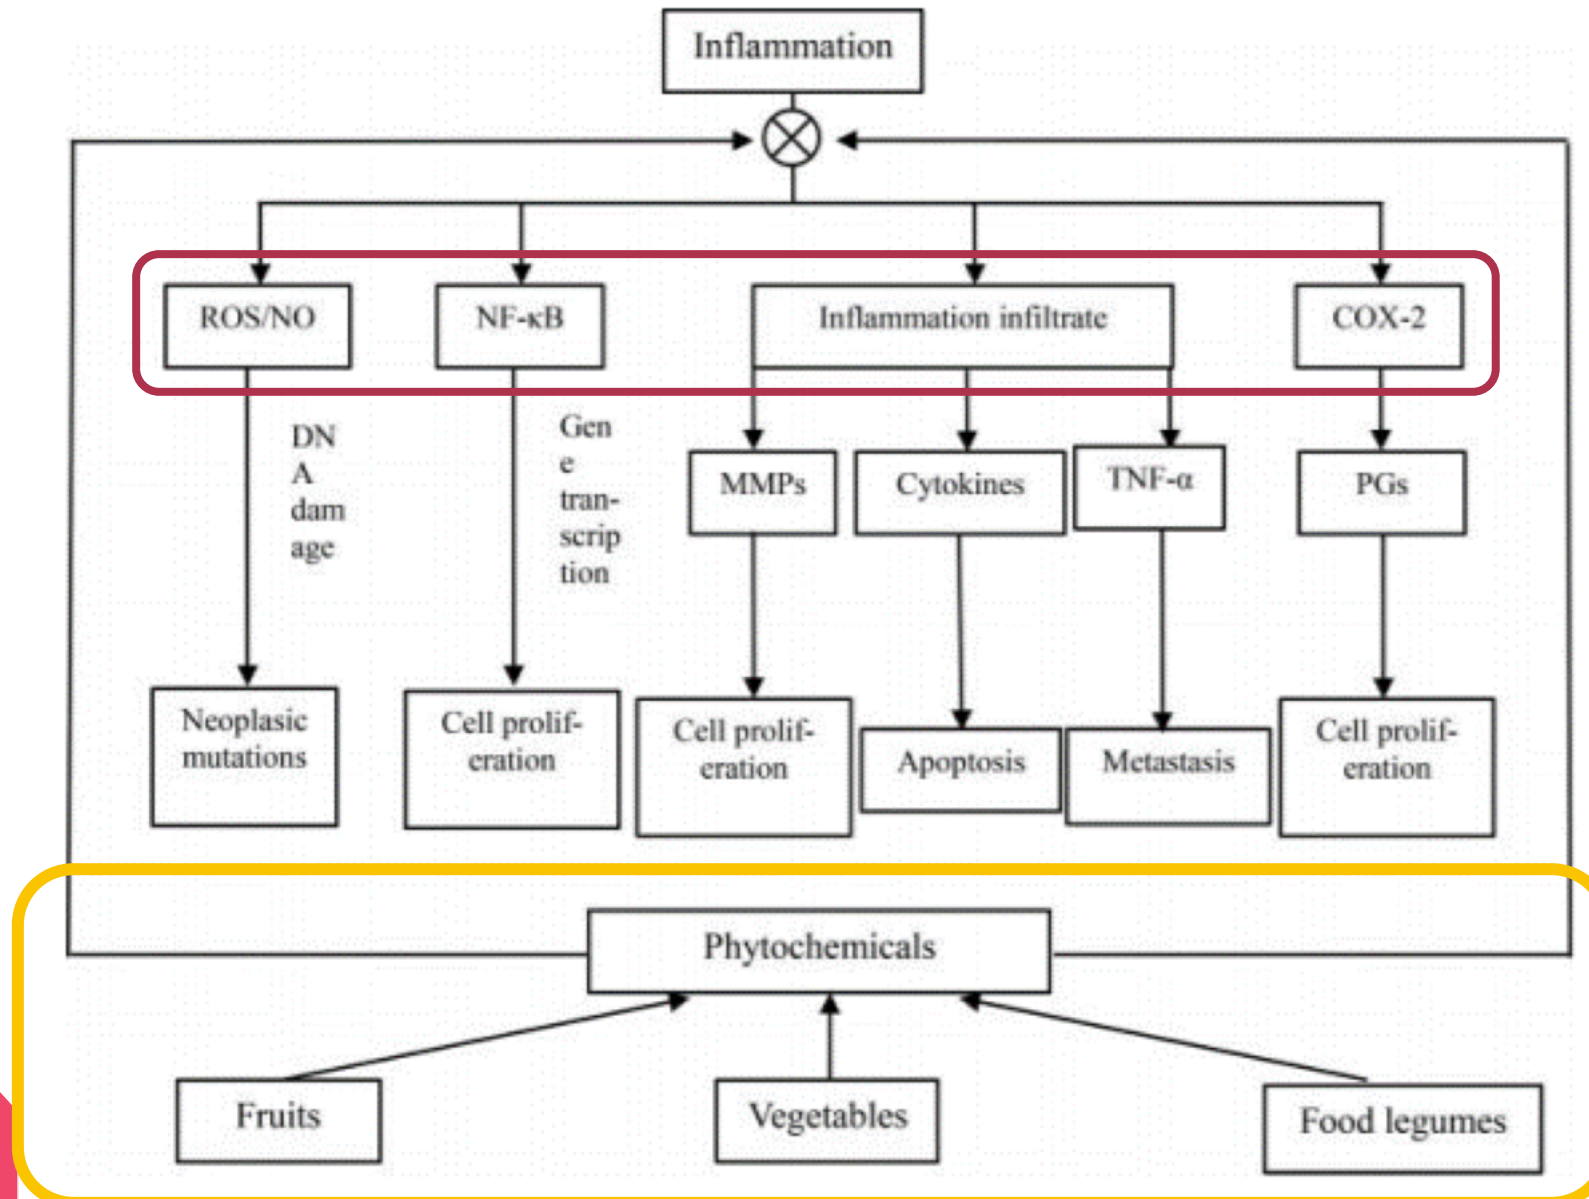 Inflammation
ROS/NO
NF-κB
Inflammation infiltrate
COX-2
DN
A
dam
age
Gen
e
tran-
scrip
tion
MMPs
Cytokines
TNF-α
PGs
Neoplasic
mutations
Cell prolif-
eration
Cell prolif-
eration
Apoptosis
Metastasis
Cell prolif-
eration
Phytochemicals
Fruits
Vegetables
Food legumes